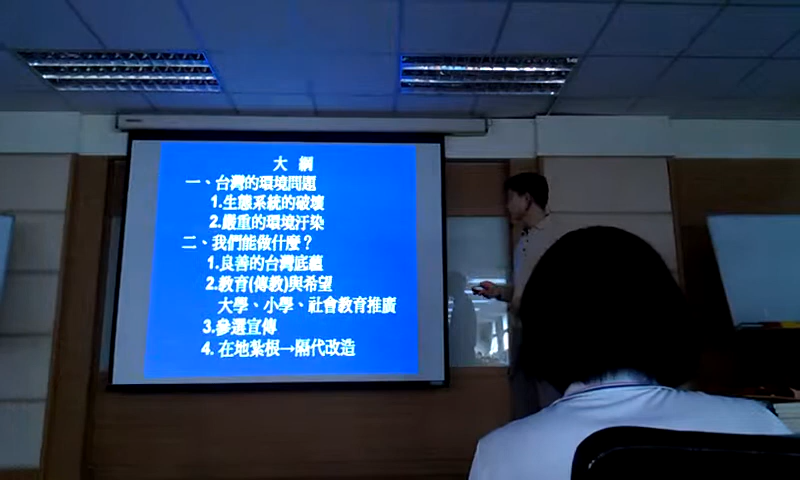 大 綱
一、台灣的環境問題
1.生態系統的破壞
2.嚴重的環境汙染
二、我們能做什麼？
1.良善的台灣底蘊
2.教育(傳教)與希望
大學、小學、社會教育推廣
3.參選宣傳
4. 在地紮根→隔代改造